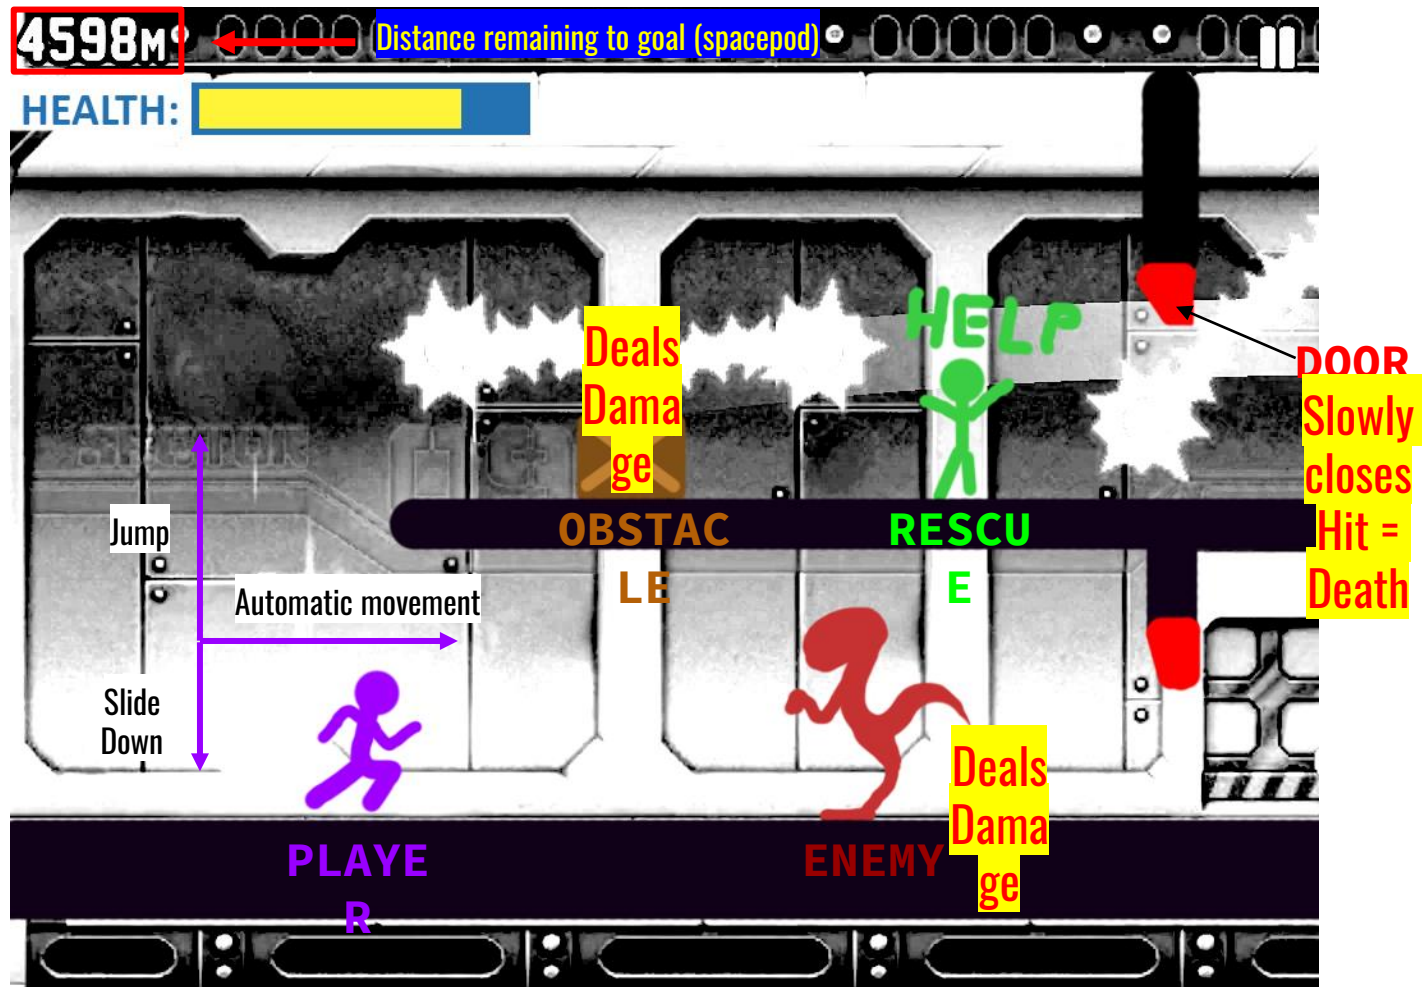 4598M
Distance remaining to goal (spacepod)
HEALTH:
HELP
Deals
Dama
ge
DOOR
Slowly
closes
Hit =
Death
OBSTAC
LE
RESCU
E
Jump
Automatic movement
Slide
Down
Deals
Dama
ge
PLAYE
R
ENEMY